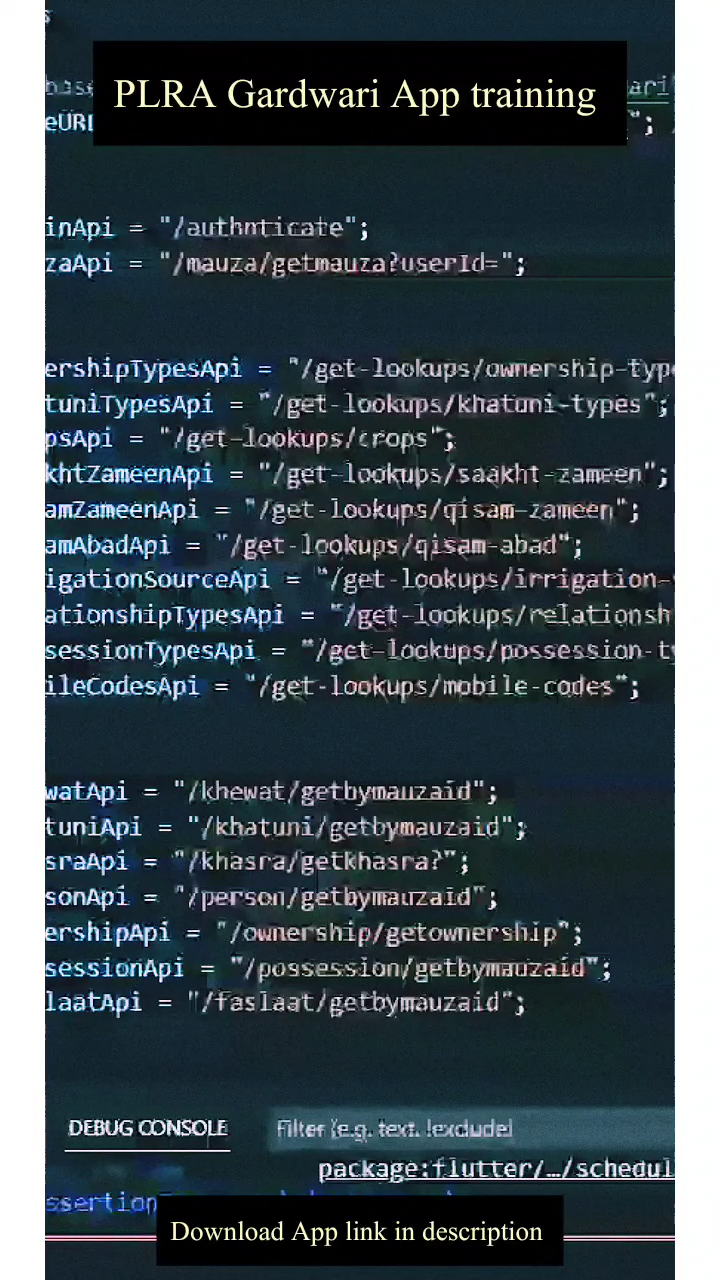 PLRA Gardwari App training
eURL
";
inApi = "/authnticate";
zaApi = "/mauza/getmauza?userId=";
ershipTypesApi = "/get-lookups/ownership-type
tuniTypesApi = "/get-lookups/khatuni-types";
psApi = "/get-lookups/crops";
khtZameenApi = "/get-lookups/saakht-zameen";
amZameenApi = "/get-lookups/qisam-zameen";
amAbadApi = "/get-lookups/qisam-abad";
igationSourceApi = "/get-lookups/irrigation-
ationshipTypesApi = "/get-lookups/relationsh
sessionTypesApi = "/get-lookups/possession-ty
ileCodesApi = "/get-lookups/mobile-codes";
watApi = "/khewat/getbymauzaid";
tuniApi = "/khatuni/getbymauzaid";
sraApi = "/khasra/getkhasra?";
sonApi = "/person/getbymauzaid";
ershipApi = "/ownership/getownership";
sessionApi = "/possession/getbymauzaid";
laatApi = "/faslaat/getbymauzaid";
DEBUG CONSOLE Filter (e.g. text, !exclude)
package:flutter/…/schedul
ssertion
Download App link in description